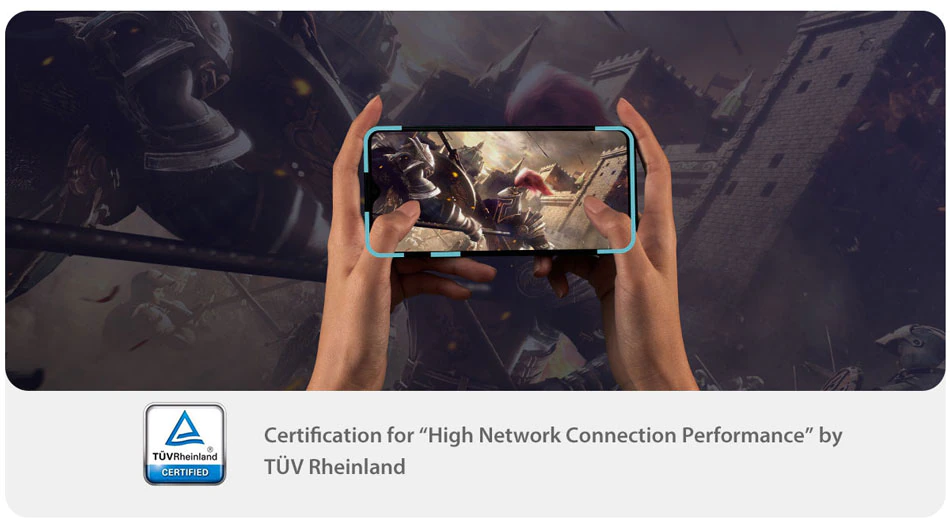 TÜVRheinland
®
CERTIFIED
Certification for “High Network Connection Performance” by
TÜV Rheinland